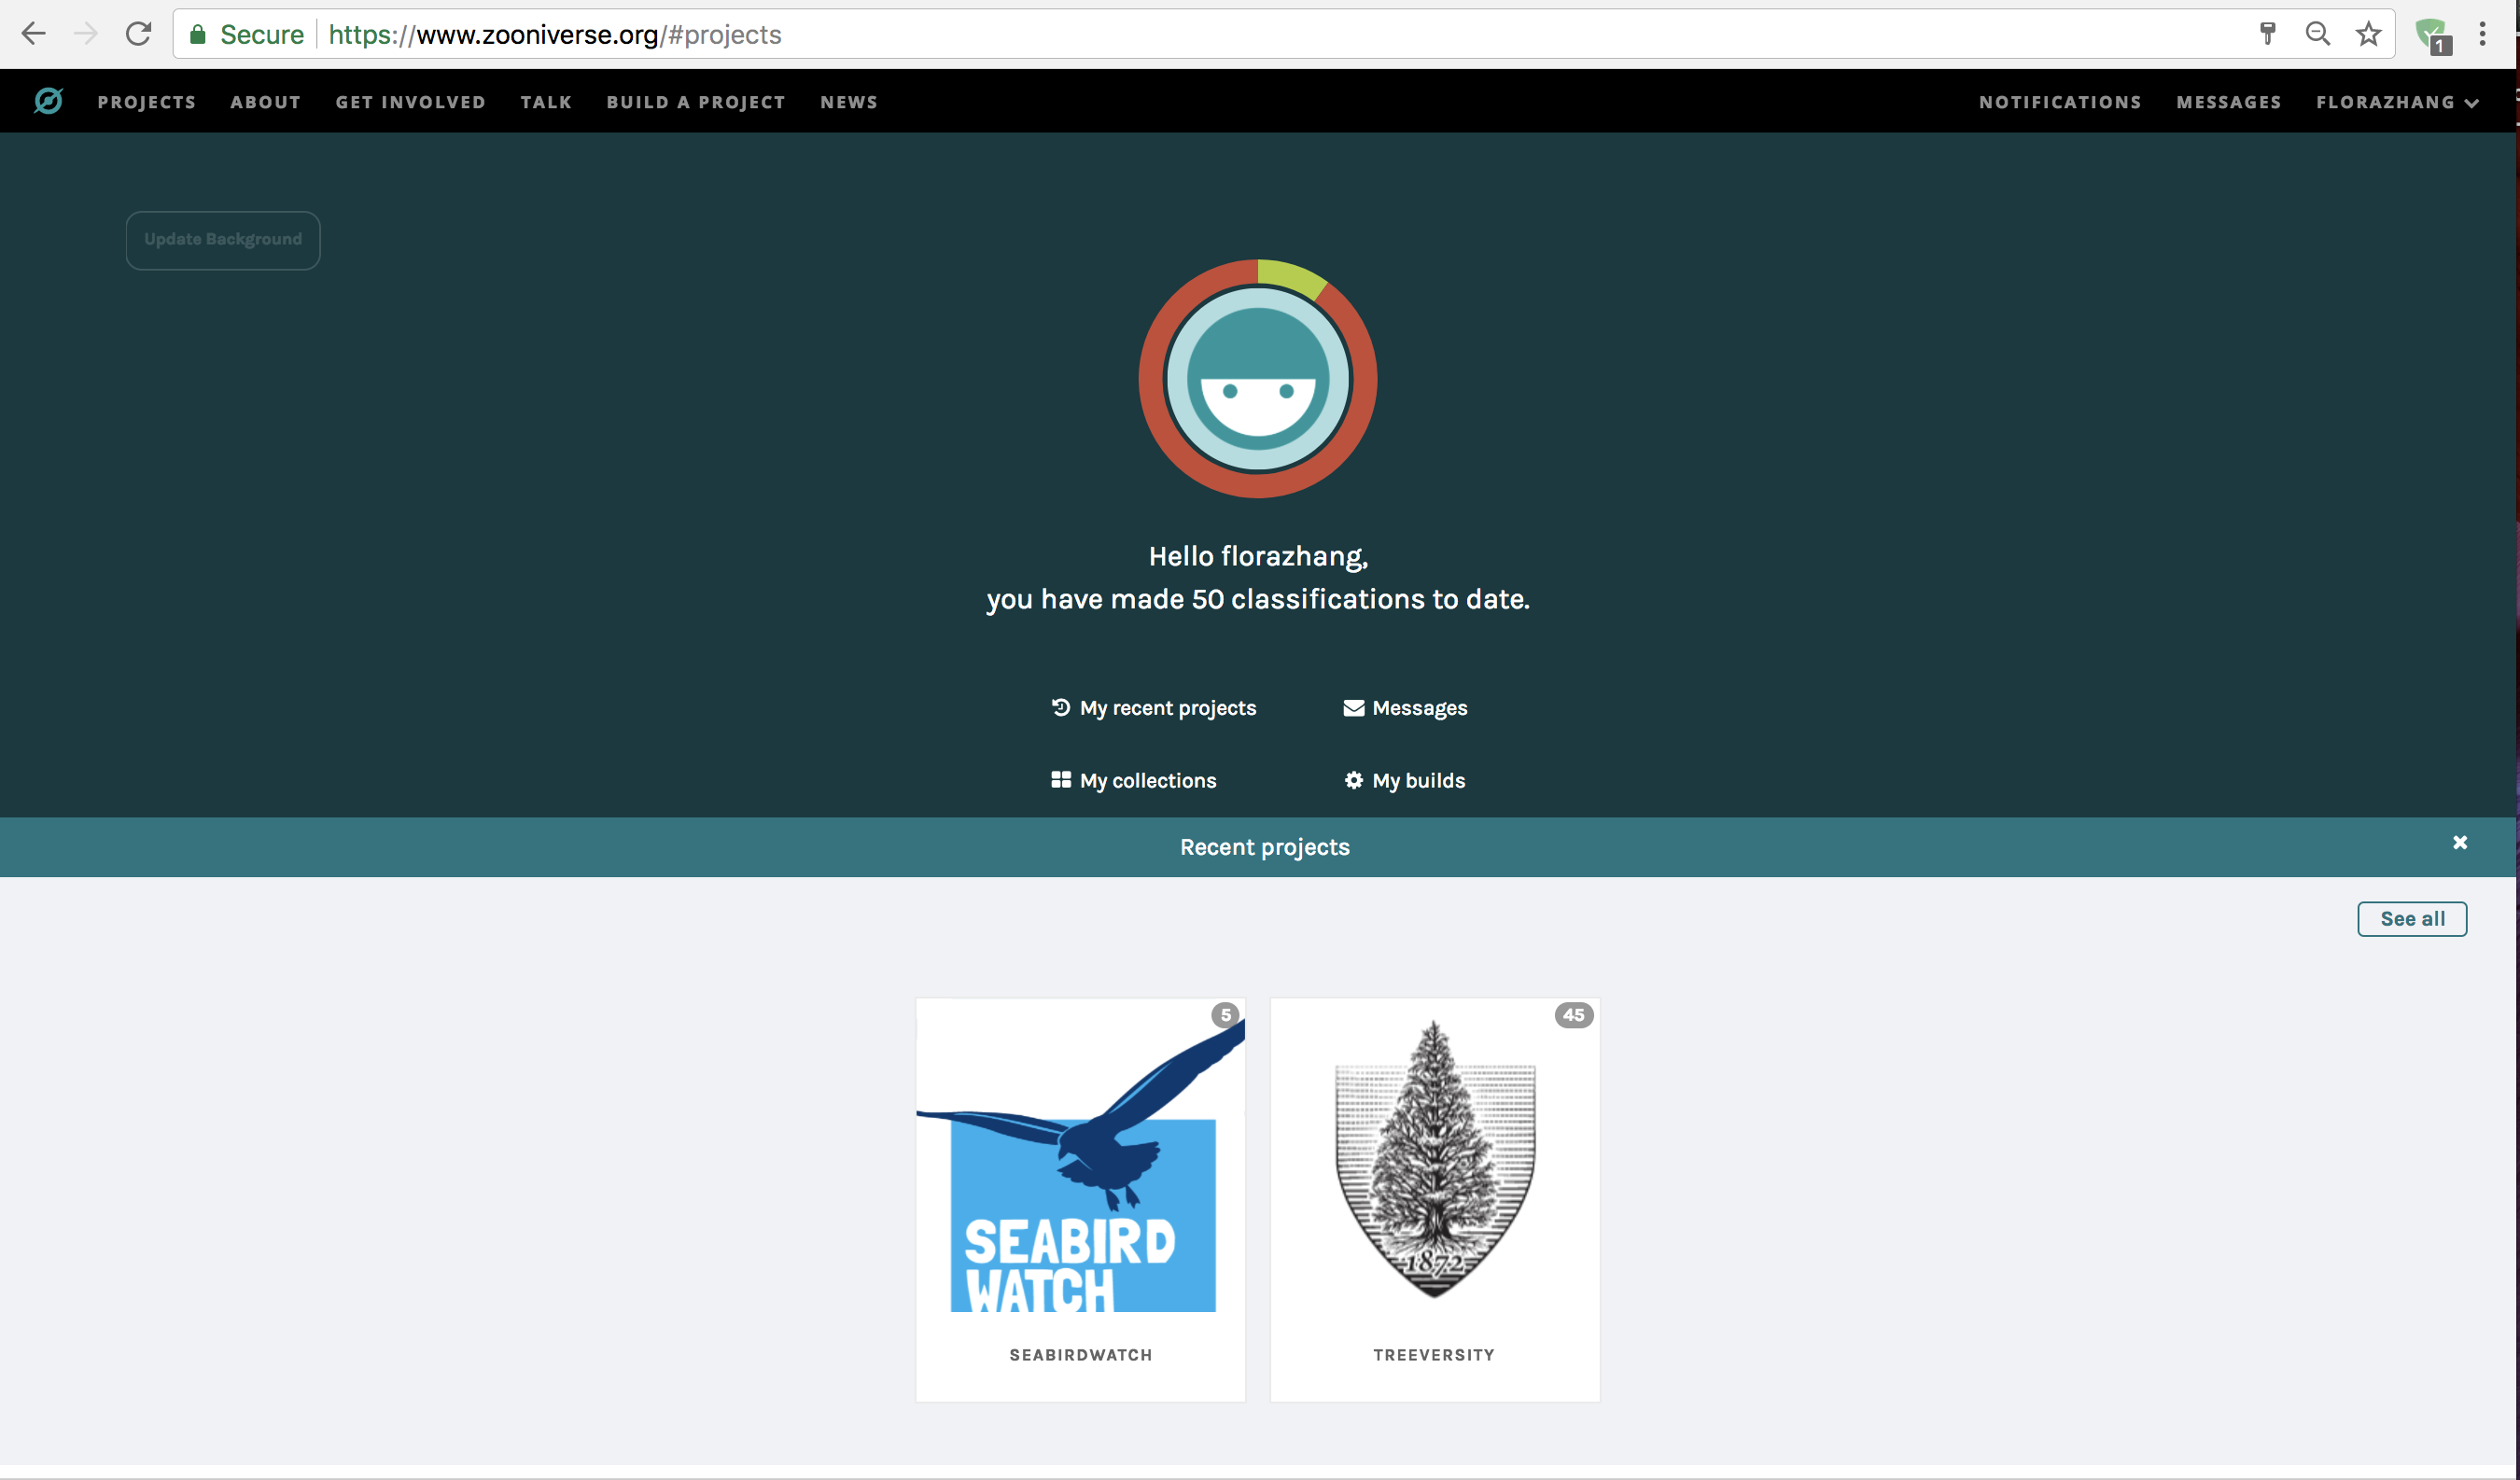 Secure https://www.zooniverse.org/#projects
1
PROJECTS ABOUT GET INVOLVED TALK BUILD A PROJECT NEWS NOTIFICATIONS MESSAGES FLORAZHANG
Update Background
Hello florazhang,
you have made 50 classifications to date.
My recent projects Messages
My collections My builds
Recent projects
See all
5 45
SEABIRD
WATCH
1872
SEABIRDWATCH TREEVERSITY